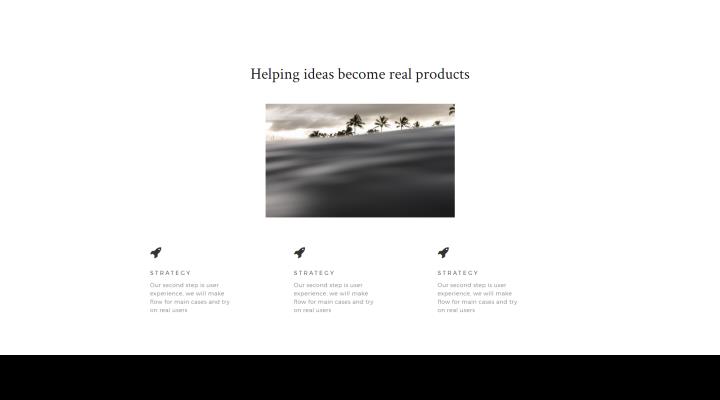 Helping ideas become real products
STRATEGY
Our second step is user
experience, we will make
flow for main cases and try
on real users
STRATEGY
Our second step is user
experience, we will make
flow for main cases and try
on real users
STRATEGY
Our second step is user
experience, we will make
flow for main cases and try
on real users